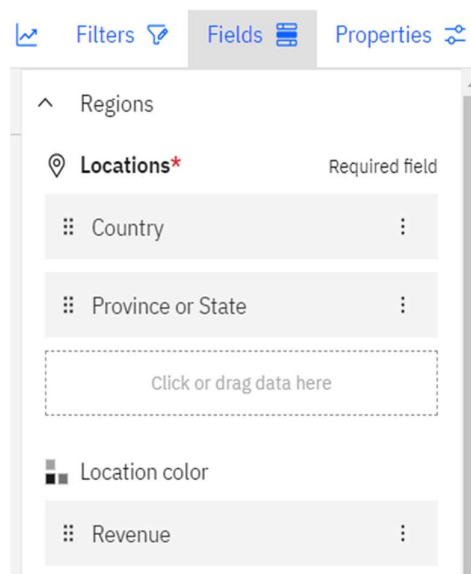 Filters Fields Properties
Regions
Locations* Required field
Country
Province or State
Click or drag data here
Location color
Revenue